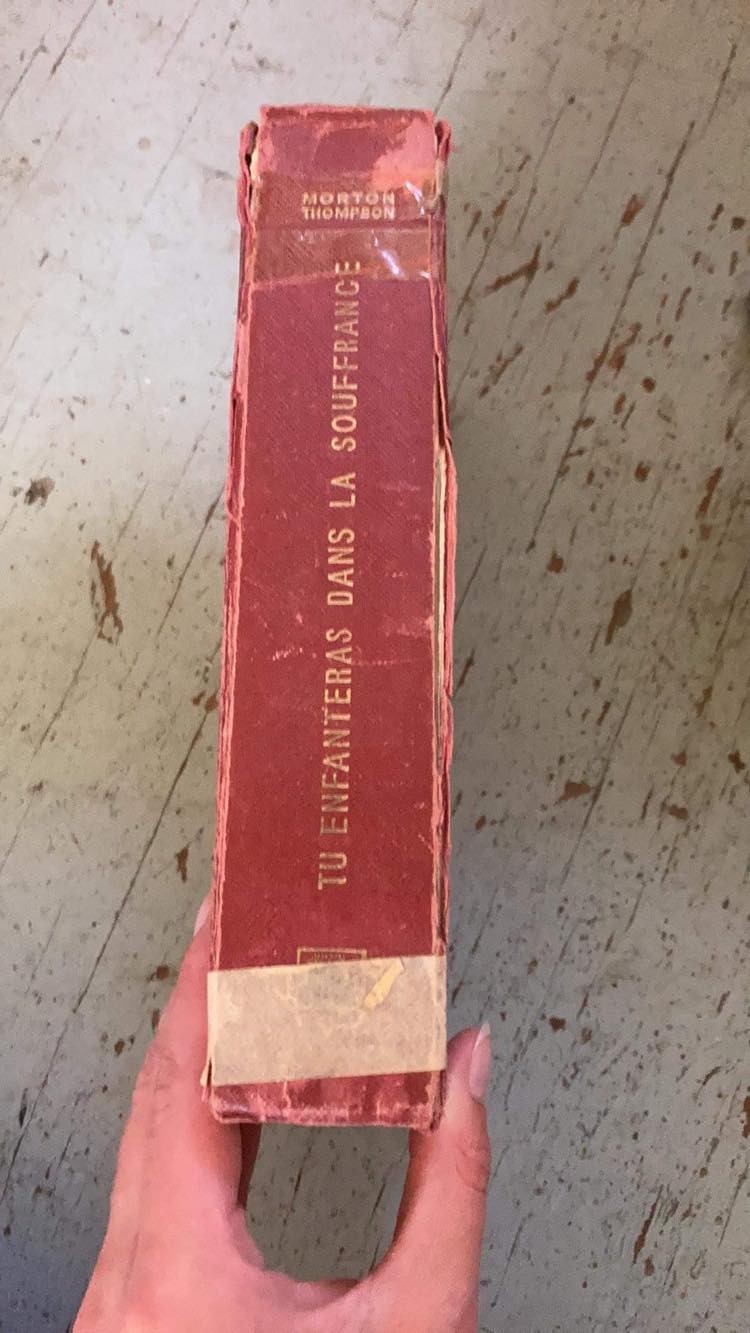 MORTON
THOMPSON
TU ENFANTERAS DANS LA SOUFFRANCE